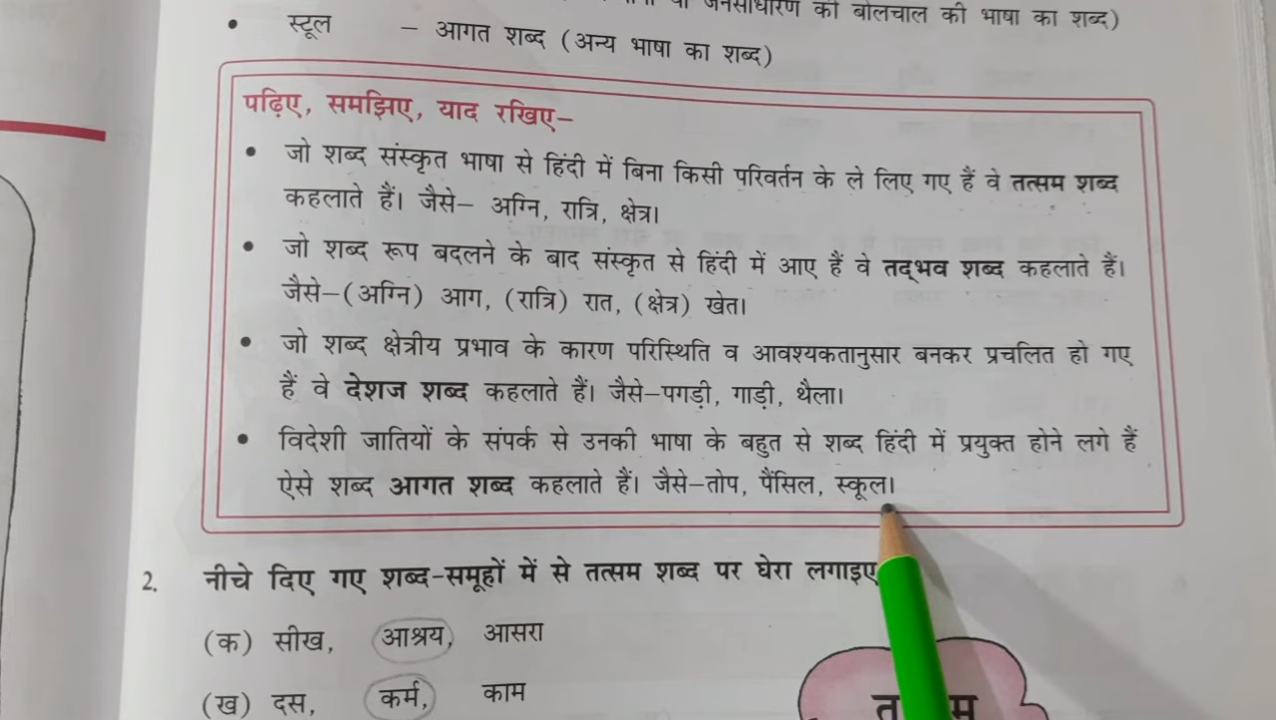 जनसाधारण की बोलचाल की भाषा का शब्द)
• स्टूल – आगत शब्द (अन्य भाषा का शब्द)
पढ़िए, समझिए, याद रखिए–
• जो शब्द संस्कृत भाषा से हिंदी में बिना किसी परिवर्तन के ले लिए गए हैं वे तत्सम शब्द
कहलाते हैं। जैसे– अग्नि, रात्रि, क्षेत्र।
• जो शब्द रूप बदलने के बाद संस्कृत से हिंदी में आए हैं वे तद्भव शब्द कहलाते हैं।
जैसे–(अग्नि) आग, (रात्रि) रात, (क्षेत्र) खेत।
• जो शब्द क्षेत्रीय प्रभाव के कारण परिस्थिति व आवश्यकतानुसार बनकर प्रचलित हो गए
हैं वे देशज शब्द कहलाते हैं। जैसे–पगड़ी, गाड़ी, थैला।
• विदेशी जातियों के संपर्क से उनकी भाषा के बहुत से शब्द हिंदी में प्रयुक्त होने लगे हैं
ऐसे शब्द आगत शब्द कहलाते हैं। जैसे–तोप, पैंसिल, स्कूल।
2. नीचे दिए गए शब्द-समूहों में से तत्सम शब्द पर घेरा लगाइए
(क) सीख, आश्रय, आसरा
(ख) दस, कर्म, काम